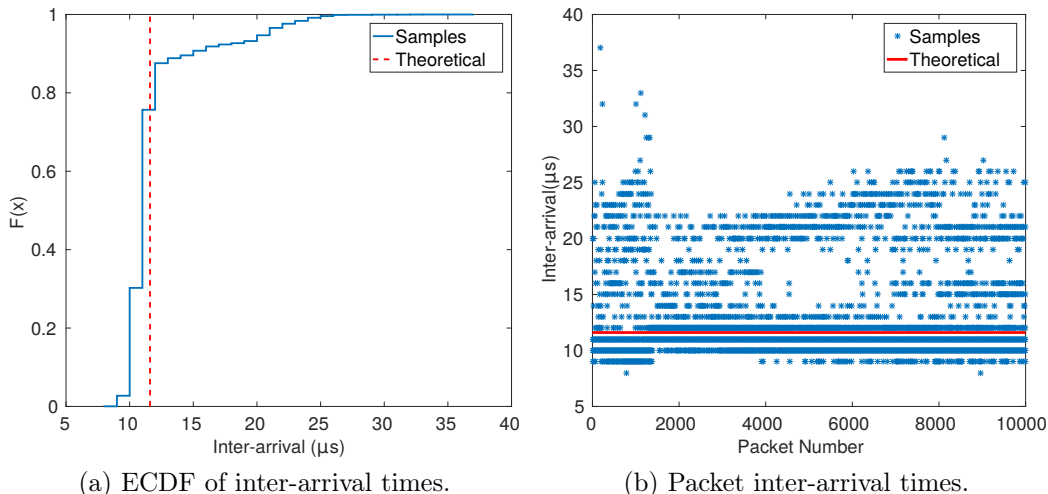 1
0.8
0.6
0.4
0.2
0
F(x)
5 10 15 20 25 30 35 40
Inter-arrival (µs)
Samples
Theoretical
(a) ECDF of inter-arrival times.
40
35
30
25
20
15
10
5
Inter-arrival(µs)
0 2000 4000 6000 8000 10000
Packet Number
Samples
Theoretical
(b) Packet inter-arrival times.